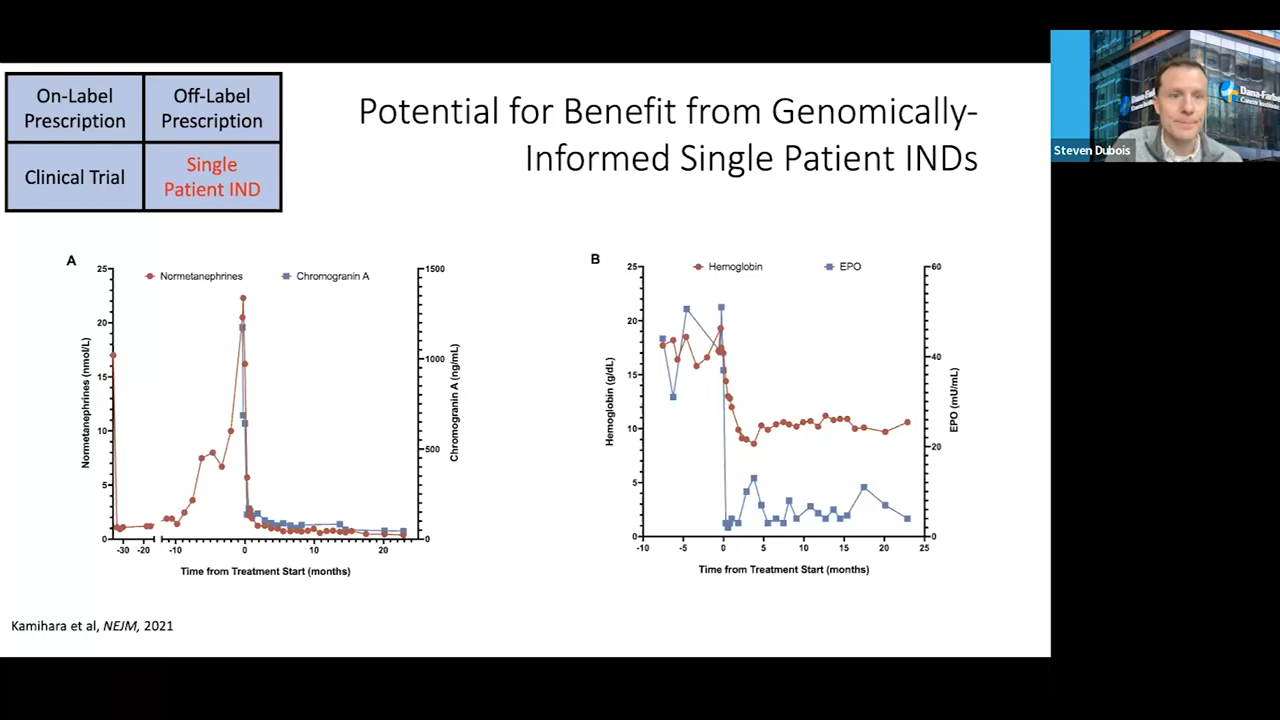 On-Label
Prescription
Off-Label
Prescription
Clinical Trial
Single
Patient IND
Potential for Benefit from Genomically-
Informed Single Patient INDs
Steven Dubois
Dana-Farber
Cancer Institute
A
Normetanephrines
Chromogranin A
Normetanephrines (nmol/L)
25
20
15
10
5
0
1500
1000
500
0
Chromogranin A (ng/mL)
-30
-20
-10
0
10
20
Time from Treatment Start (months)
B
Hemoglobin
EPO
Hemoglobin (g/dL)
25
20
15
10
5
0
60
40
20
0
EPO (mU/mL)
-10
-5
0
5
10
15
20
25
Time from Treatment Start (months)
Kamihara et al, NEJM, 2021